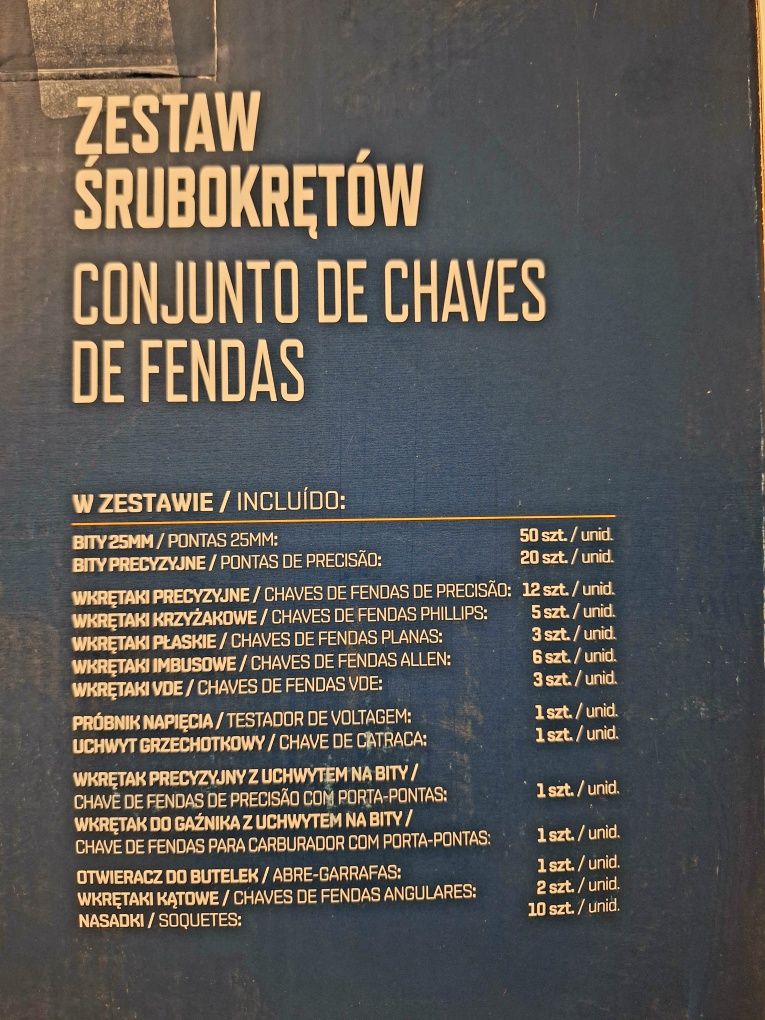 ZESTAW
ŚRUBOKRĘTÓW
CONJUNTO DE CHAVES
DE FENDAS
W ZESTAWIE / INCLUÍDO:
BITY 25MM / PONTAS 25MM: 50 szt. / unid.
BITY PRECYZYJNE / PONTAS DE PRECISÃO: 20 szt. / unid.
WKRĘTAKI PRECYZYJNE / CHAVES DE FENDAS DE PRECISÃO: 12 szt. / unid.
WKRĘTAKI KRZYŻAKOWE / CHAVES DE FENDAS PHILLIPS: 5 szt. / unid.
WKRĘTAKI PŁASKIE / CHAVES DE FENDAS PLANAS: 3 szt. / unid.
WKRĘTAKI IMBUSOWE / CHAVES DE FENDAS ALLEN: 6 szt. / unid.
WKRĘTAKI VDE / CHAVES DE FENDAS VDE: 3 szt. / unid.
PRÓBNIK NAPIĘCIA / TESTADOR DE VOLTAGEM: 1 szt. / unid.
UCHWYT GRZECHOTKOWY / CHAVE DE CATRACA: 1 szt. / unid.
WKRĘTAK PRECYZYJNY Z UCHWYTEM NA BITY /
CHAVE DE FENDAS DE PRECISÃO COM PORTA-PONTAS: 1 szt. / unid.
WKRĘTAK DO GAŹNIKA Z UCHWYTEM NA BITY /
CHAVE DE FENDAS PARA CARBURADOR COM PORTA-PONTAS: 1 szt. / unid.
OTWIERACZ DO BUTELEK / ABRE-GARRAFAS: 1 szt. / unid.
WKRĘTAKI KĄTOWE / CHAVES DE FENDAS ANGULARES: 2 szt. / unid.
NASADKI / SOQUETES: 10 szt. / unid.